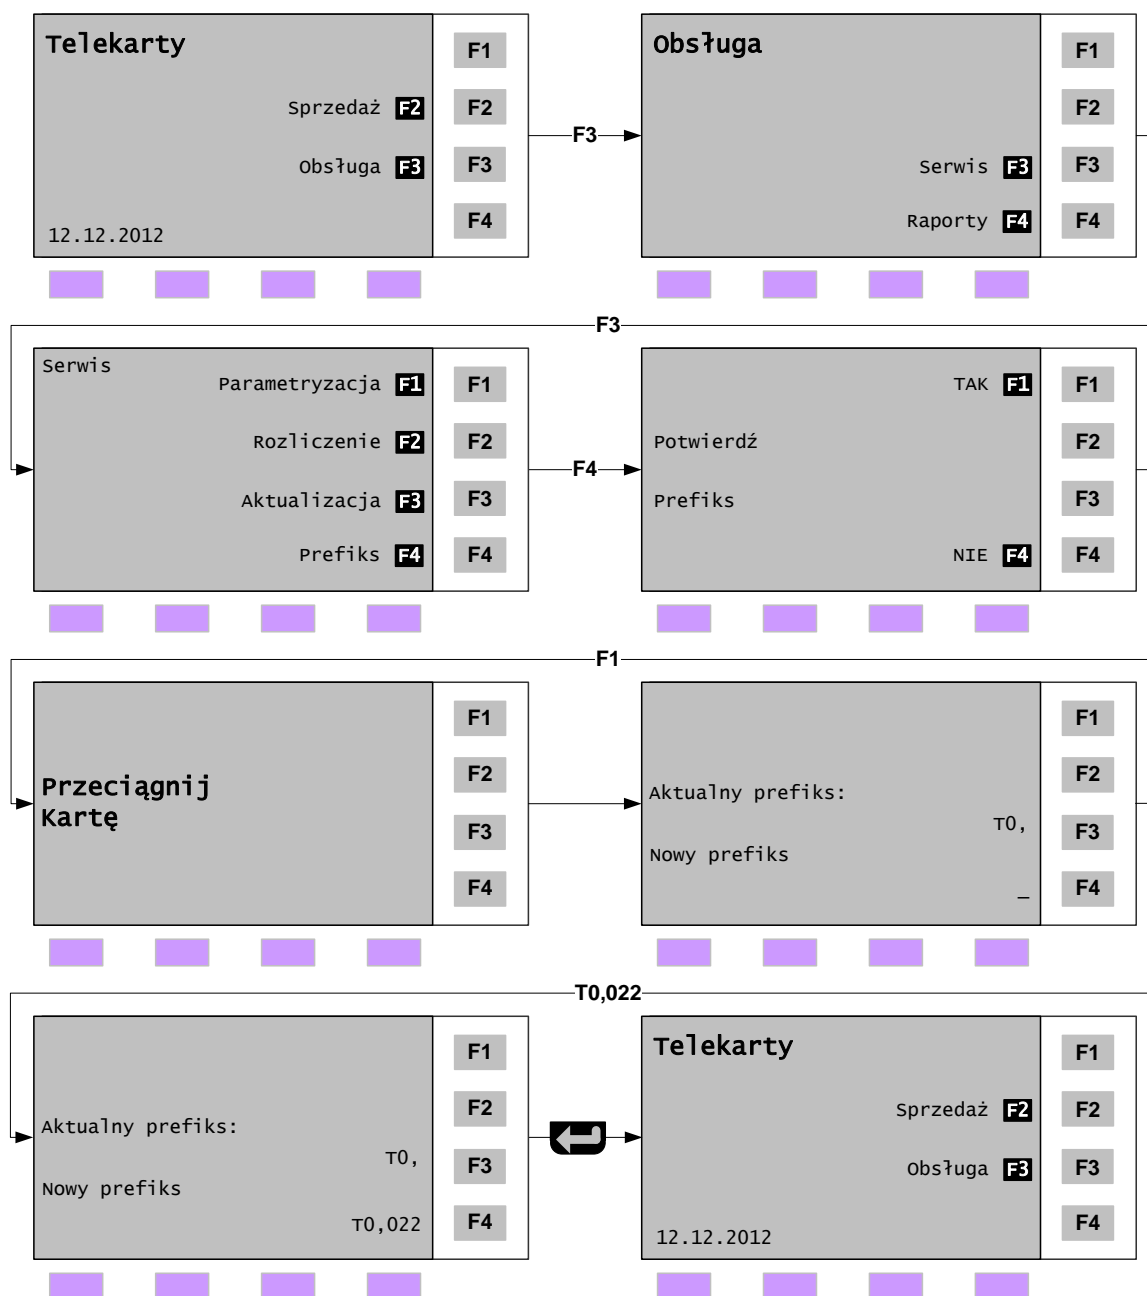 Telekarty
Sprzedaż F2
Obsługa F3
12.12.2012
F1
F2
F3
F4
F3
Obsługa
Serwis F3
Raporty F4
F1
F2
F3
F4
F3
Serwis
Parametryzacja F1
Rozliczenie F2
Aktualizacja F3
Prefiks F4
F1
F2
F3
F4
F4
TAK F1
Potwierdź
Prefiks
NIE F4
F1
F2
F3
F4
F1
Przeciągnij
Kartę
F1
F2
F3
F4
Aktualny prefiks:
T0,
Nowy prefiks
_
F1
F2
F3
F4
T0,022
Aktualny prefiks:
T0,
Nowy prefiks
T0,022
F1
F2
F3
F4
Telekarty
Sprzedaż F2
Obsługa F3
12.12.2012
F1
F2
F3
F4